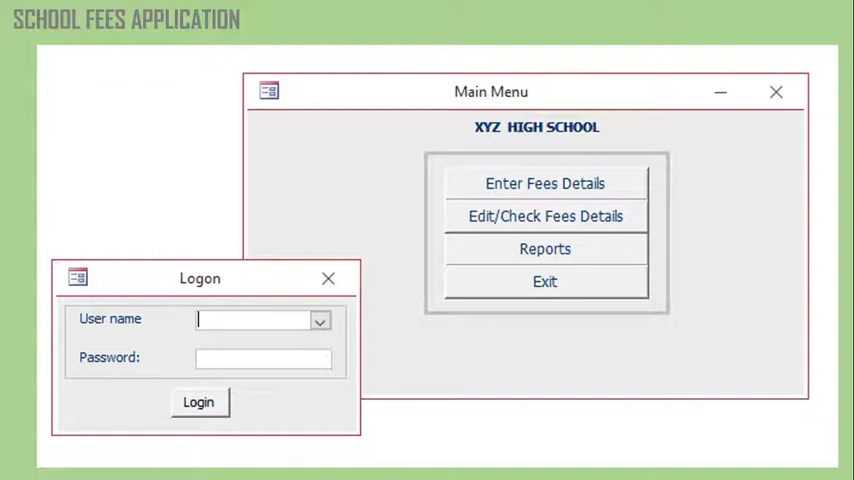 SCHOOL FEES APPLICATION
Main Menu
XYZ HIGH SCHOOL
Enter Fees Details
Edit/Check Fees Details
Reports
Exit
Logon
User name
Password:
Login